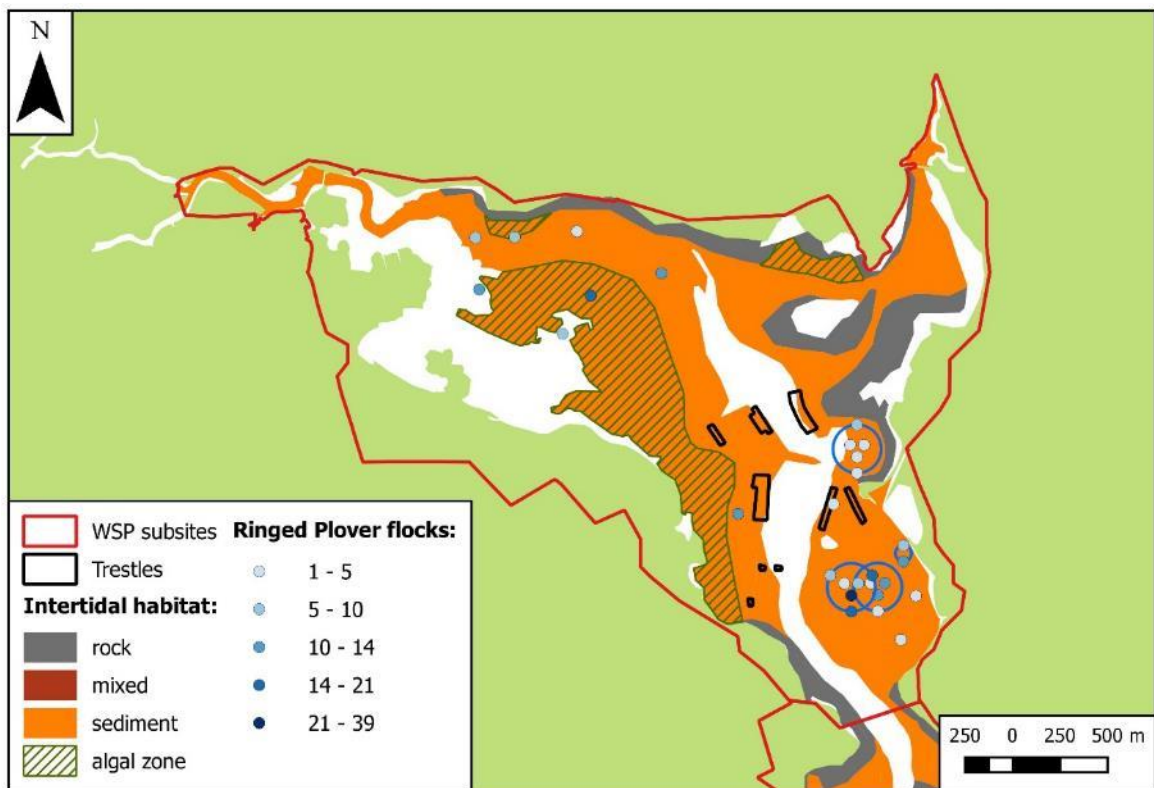 N
WSP subsites
Trestles
Intertidal habitat:
rock
mixed
sediment
algal zone
Ringed Plover flocks:
1 - 5
5 - 10
10 - 14
14 - 21
21 - 39
250 0 250 500 m